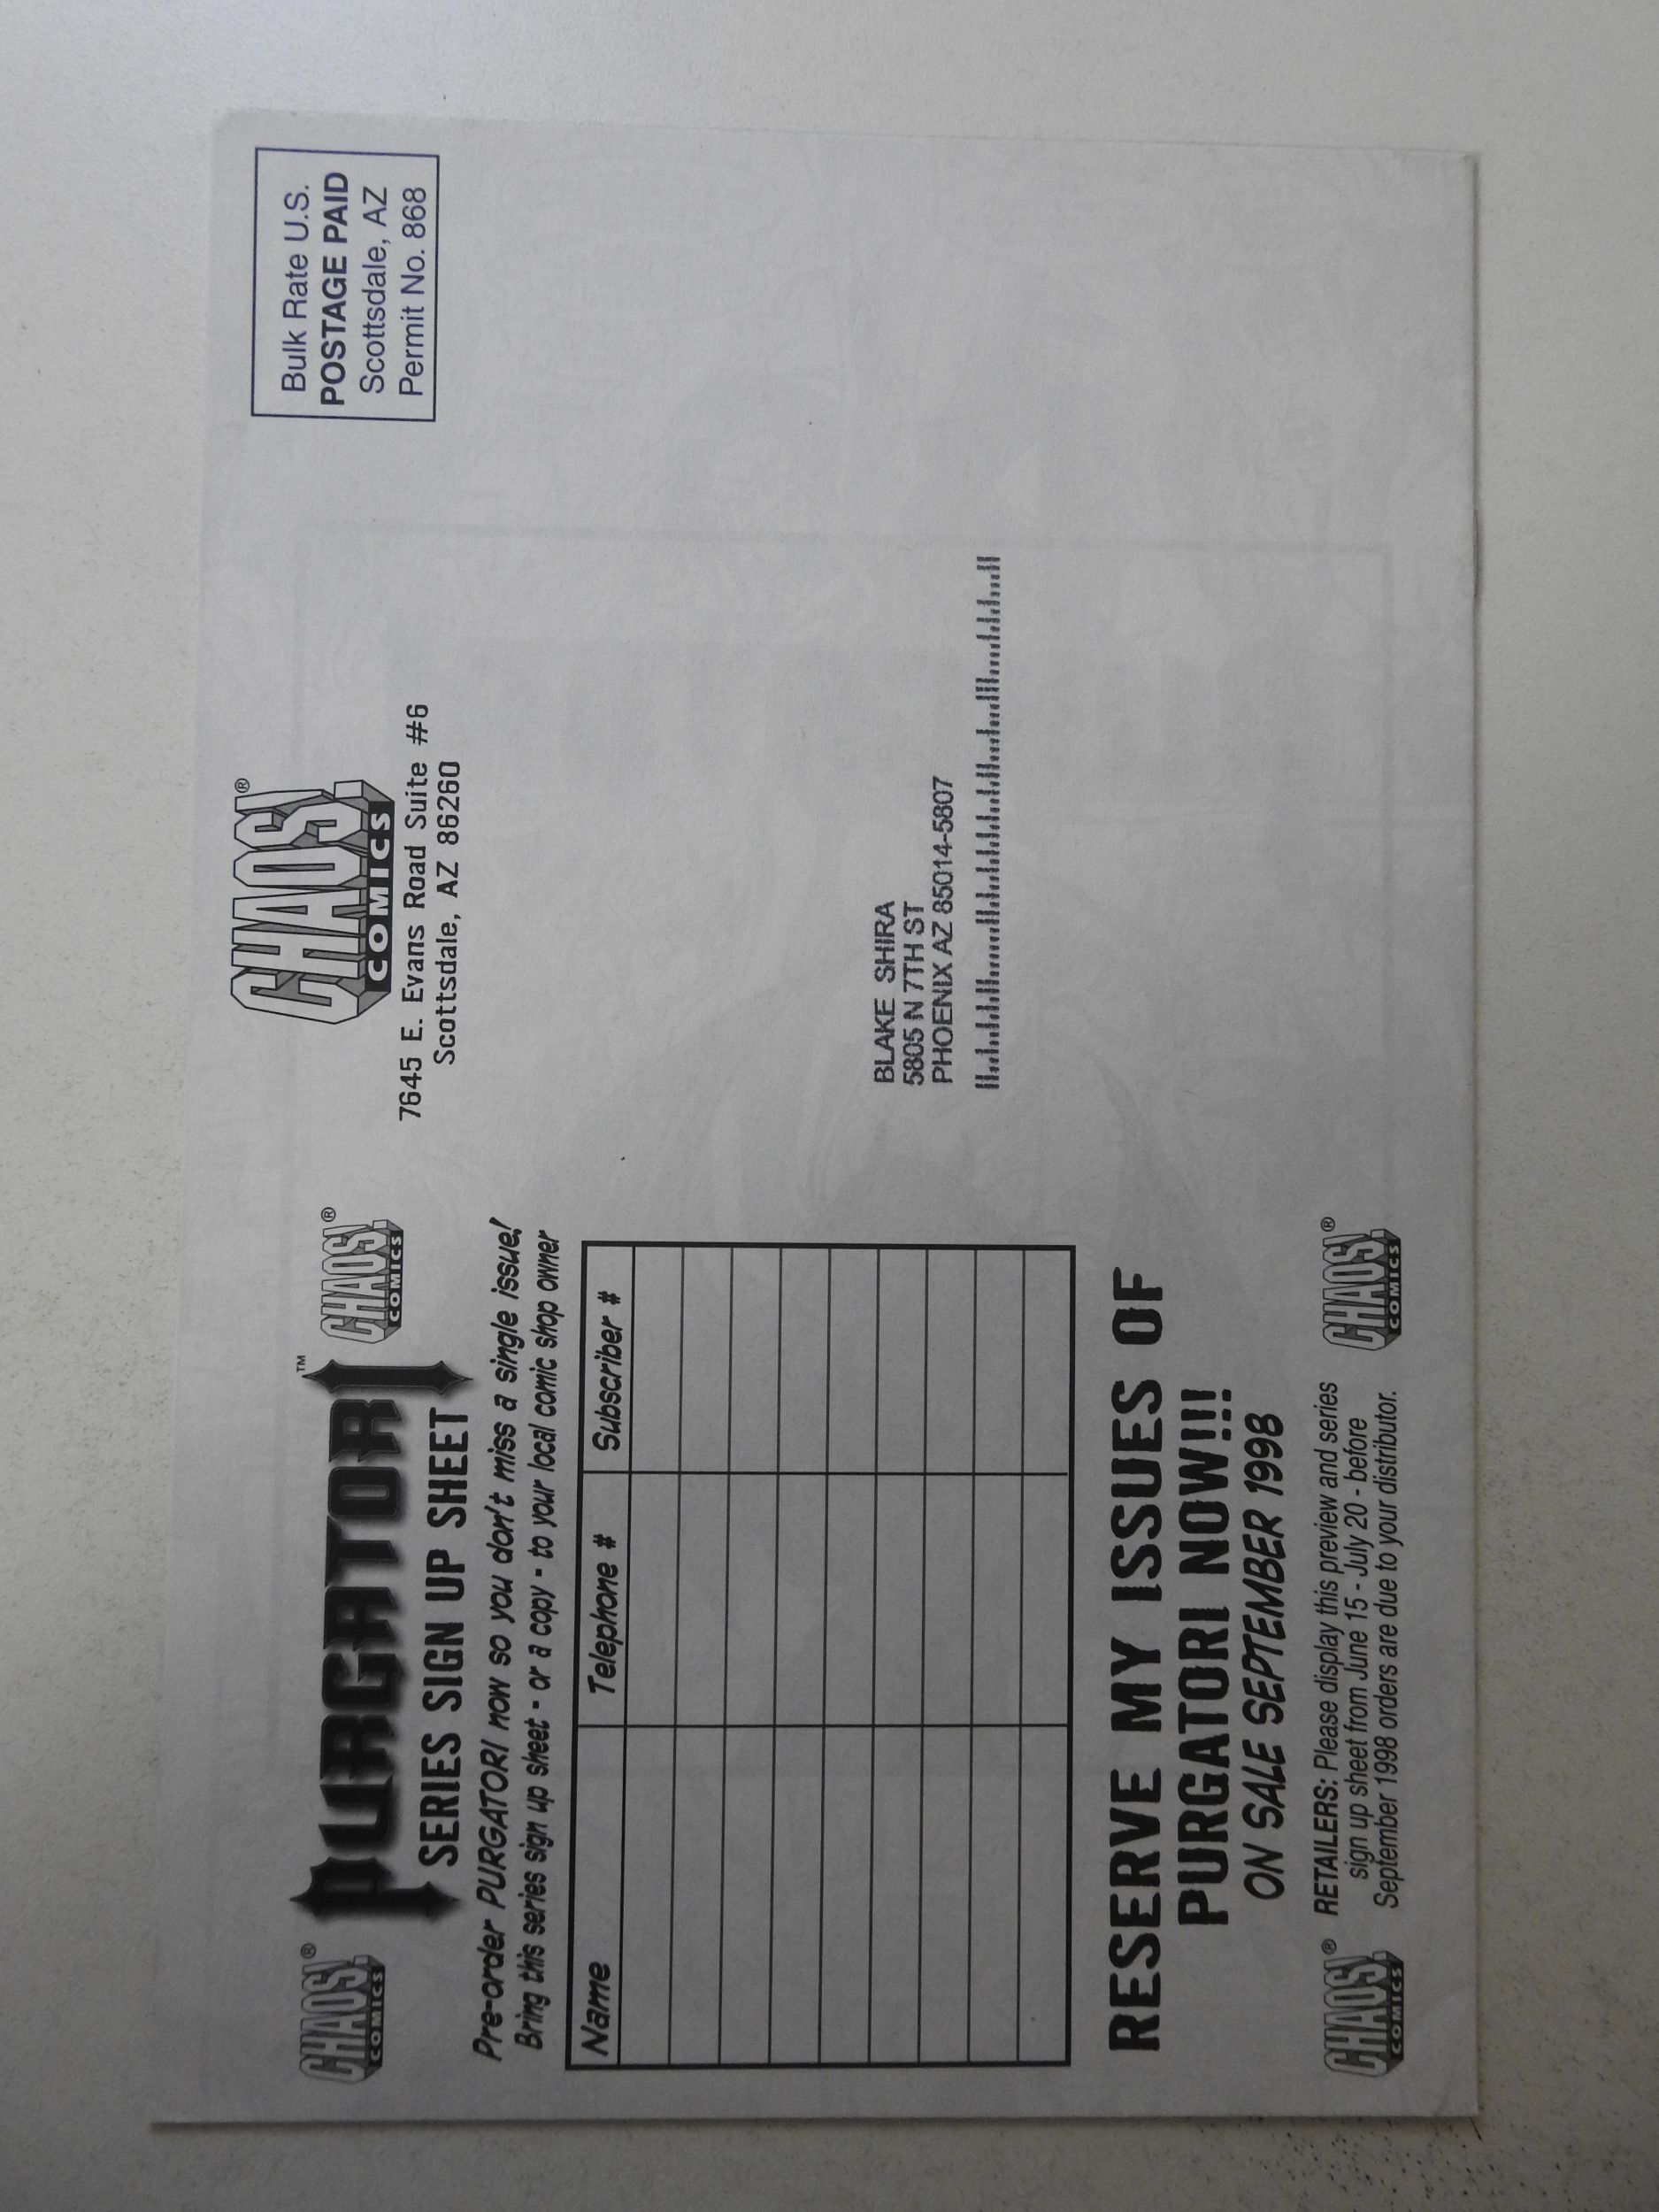 CHAOS!® COMICS
PURGATORI™
CHAOS!® COMICS
SERIES SIGN UP SHEET
Pre-order PURGATORI now so you don't miss a single issue!
Bring this series sign up sheet - or a copy - to your local comic shop owner
Name Telephone # Subscriber #
RESERVE MY ISSUES OF
PURGATORI NOW!!!
ON SALE SEPTEMBER 1998
CHAOS!® COMICS
RETAILERS: Please display this preview and series
sign up sheet from June 15 - July 20 - before
September 1998 orders are due to your distributor.
CHAOS!® COMICS
CHAOS!®
COMICS
7645 E. Evans Road Suite #6
Scottsdale, AZ 86260
Bulk Rate U.S.
POSTAGE PAID
Scottsdale, AZ
Permit No. 868
BLAKE SHIRA
5805 N 7TH ST
PHOENIX AZ 85014-5807